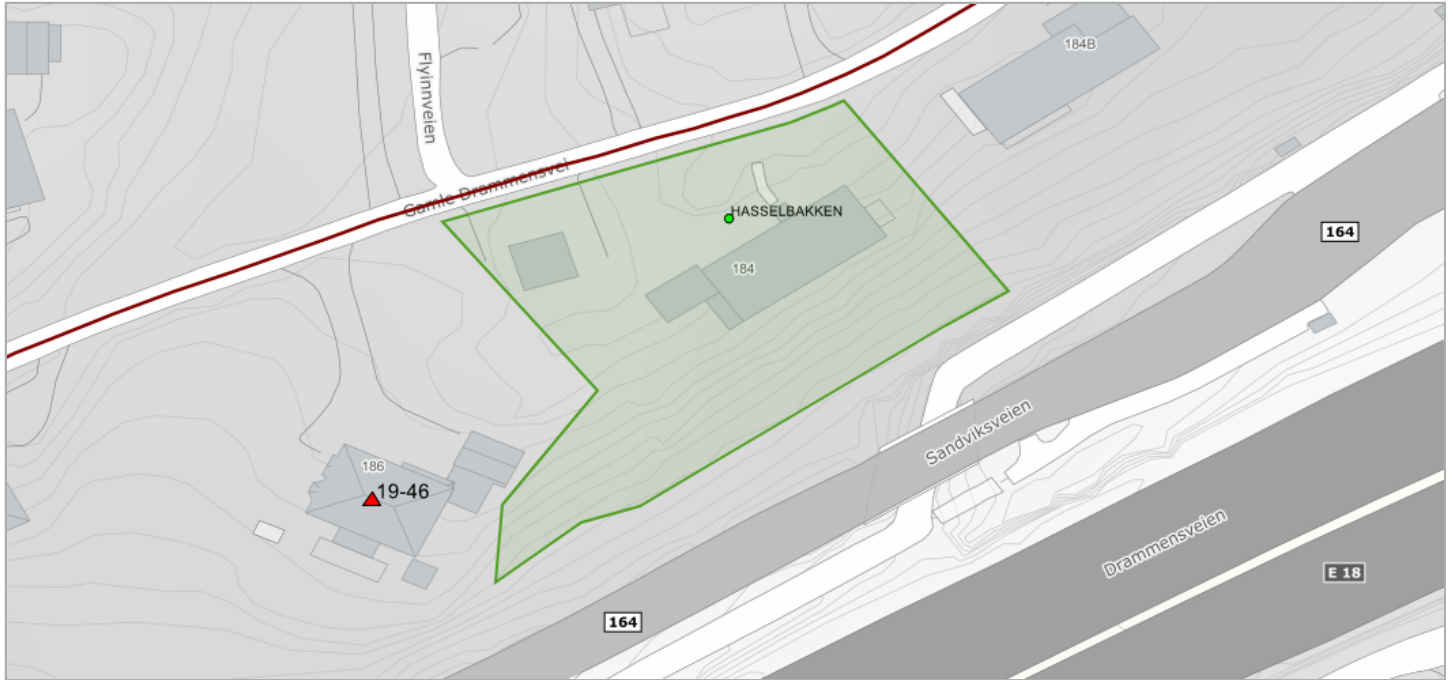 184B
Flyinnveien
Gamle Drammensvei
HASSELBAKKEN
164
184
Sandviksveien
186
19-46
Drammensveien
E 18
164